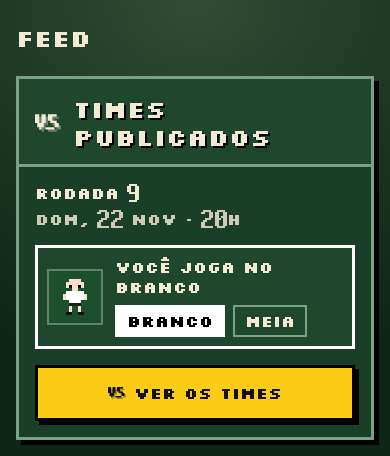 FEED
VS TIMES
PUBLICADOS
RODADA 9
DOM, 22 NOV · 20H
VOCÊ JOGA NO
BRANCO
BRANCO MEIA
VS VER OS TIMES